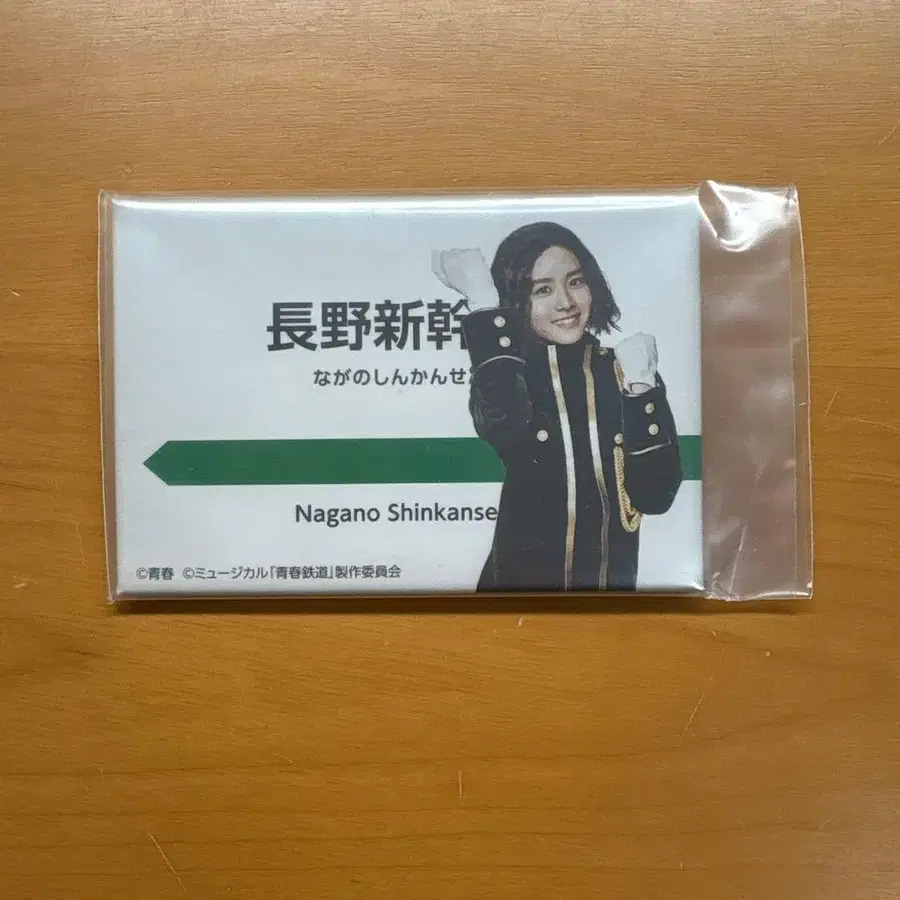 長野新幹
ながのしんかんせ
Nagano Shinkanse
©青春 ©ミュージカル『青春鉄道』製作委員会